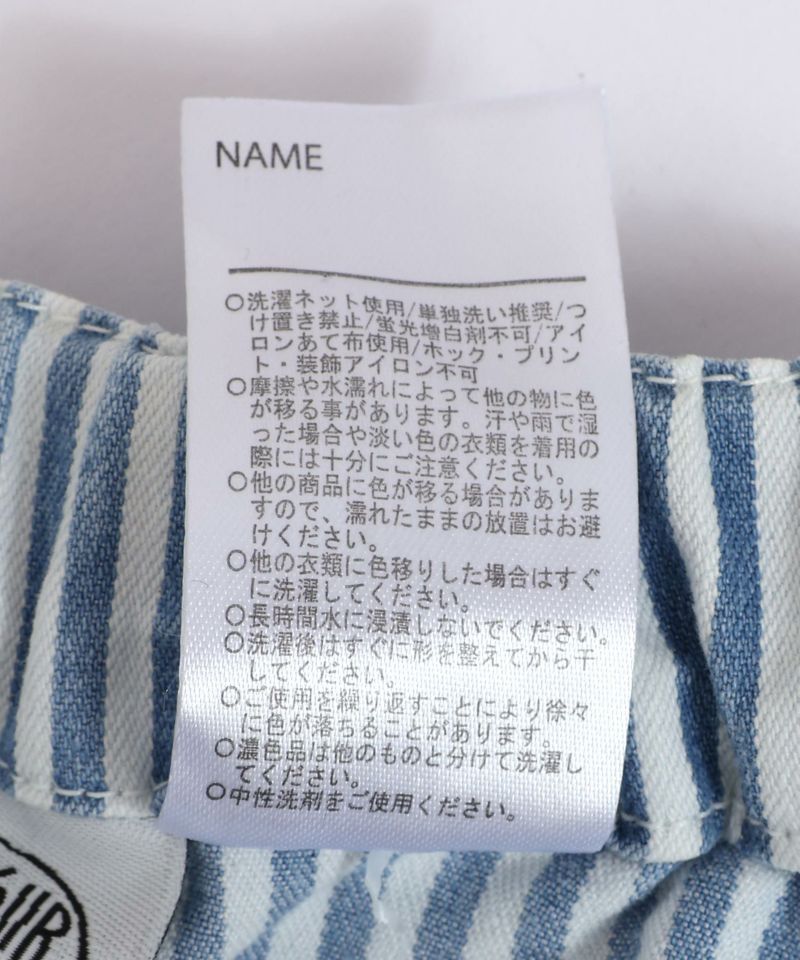 NAME
○洗濯ネット使用/単独洗い推奨/つ
け置き禁止/蛍光増白剤不可/アイ
ロンあて布使用/ホック・プリン
ト・装飾アイロン不可
○摩擦や水濡れによって他の物に色
が移る事があります。汗や雨で湿
った場合や淡い色の衣類を着用の
際には十分にご注意ください。
○他の商品に色が移る場合がありま
すので、濡れたままの放置はお避
けください。
○他の衣類に色移りした場合はすぐ
に洗濯してください。
○長時間水に浸漬しないでください。
○洗濯後はすぐに形を整えてから干
してください。
○ご使用を繰り返すことにより徐々
に色が落ちることがあります。
○濃色品は他のものと分けて洗濯し
てください。
○中性洗剤をご使用ください。